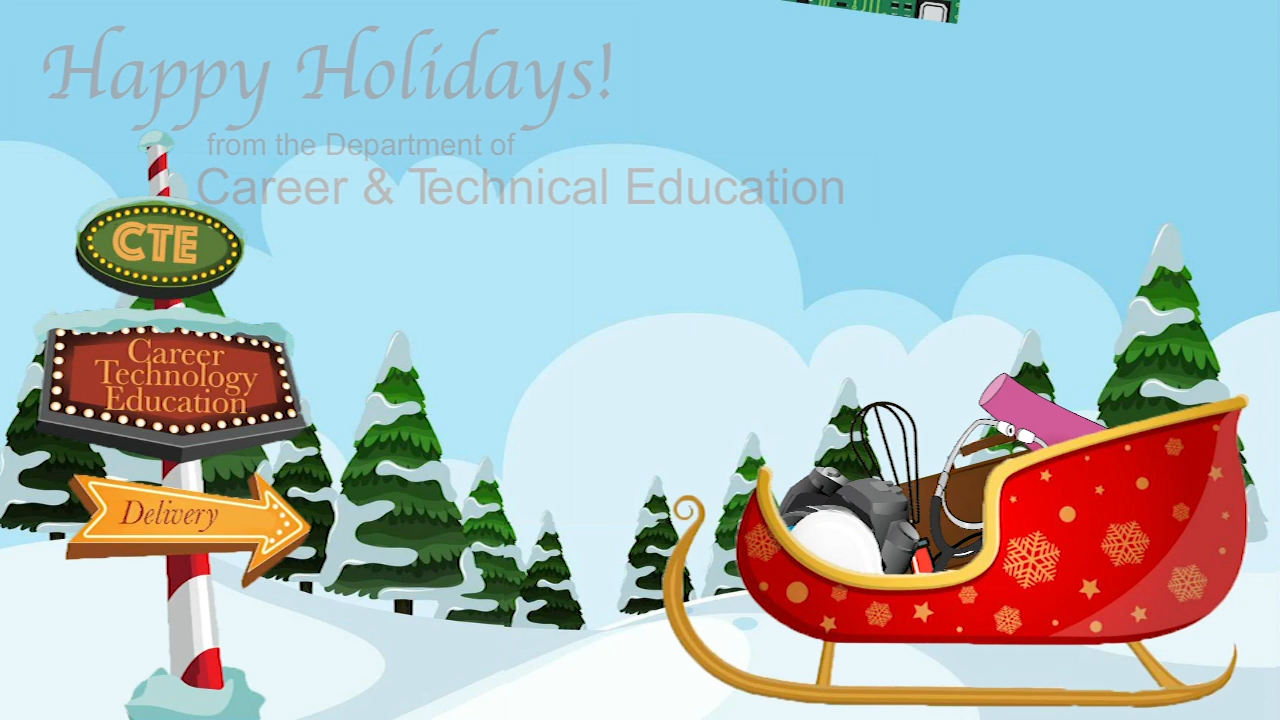 Happy Holidays!
from the Department of
Career & Technical Education
CTE
Career
Technology
Education
Delivery